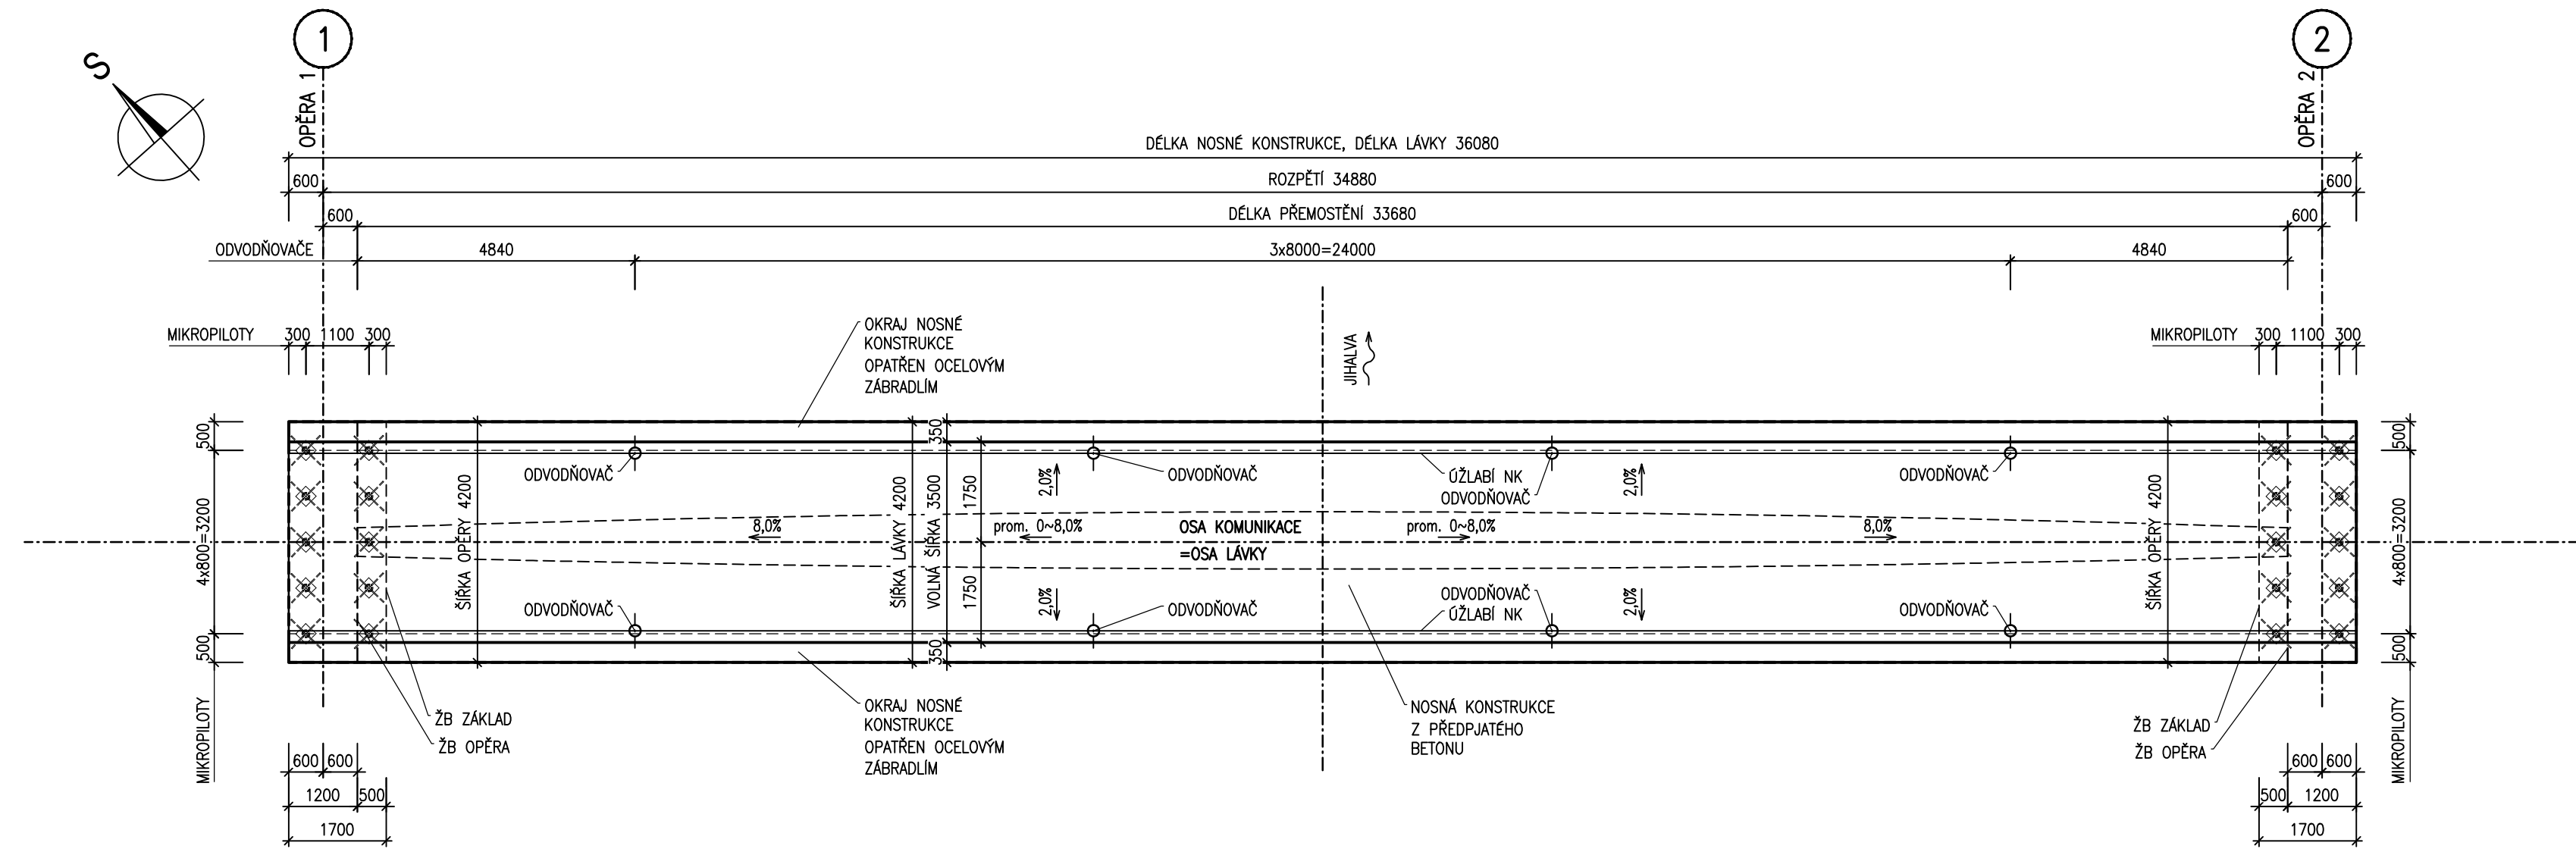 S
1
2
OPĚRA 1
OPĚRA 2
DÉLKA NOSNÉ KONSTRUKCE, DÉLKA LÁVKY 36080
600
ROZPĚTÍ 34880
600
600
DÉLKA PŘEMOSTĚNÍ 33680
600
ODVODŇOVAČE
4840
3x8000=24000
4840
MIKROPILOTY
300
1100
300
OKRAJ NOSNÉ
KONSTRUKCE
OPATŘEN OCELOVÝM
ZÁBRADLÍM
JIHALVA
MIKROPILOTY
300
1100
300
500
4x800=3200
500
MIKROPILOTY
ODVODŇOVAČ
ŠÍŘKA OPĚRY 4200
8,0%
ODVODŇOVAČ
ŠÍŘKA LÁVKY 4200
VOLNÁ ŠÍŘKA 3500
350
350
1750
1750
2,0%
2,0%
ODVODŇOVAČ
prom. 0~8,0%
OSA KOMUNIKACE
=OSA LÁVKY
ODVODŇOVAČ
ÚŽLABÍ NK
ODVODŇOVAČ
prom. 0~8,0%
ODVODŇOVAČ
ÚŽLABÍ NK
2,0%
2,0%
ODVODŇOVAČ
8,0%
ODVODŇOVAČ
ŠÍŘKA OPĚRY 4200
500
4x800=3200
500
MIKROPILOTY
ŽB ZÁKLAD
ŽB OPĚRA
OKRAJ NOSNÉ
KONSTRUKCE
OPATŘEN OCELOVÝM
ZÁBRADLÍM
NOSNÁ KONSTRUKCE
Z PŘEDPJATÉHO
BETONU
ŽB ZÁKLAD
ŽB OPĚRA
600
600
1200
500
1700
600
600
500
1200
1700